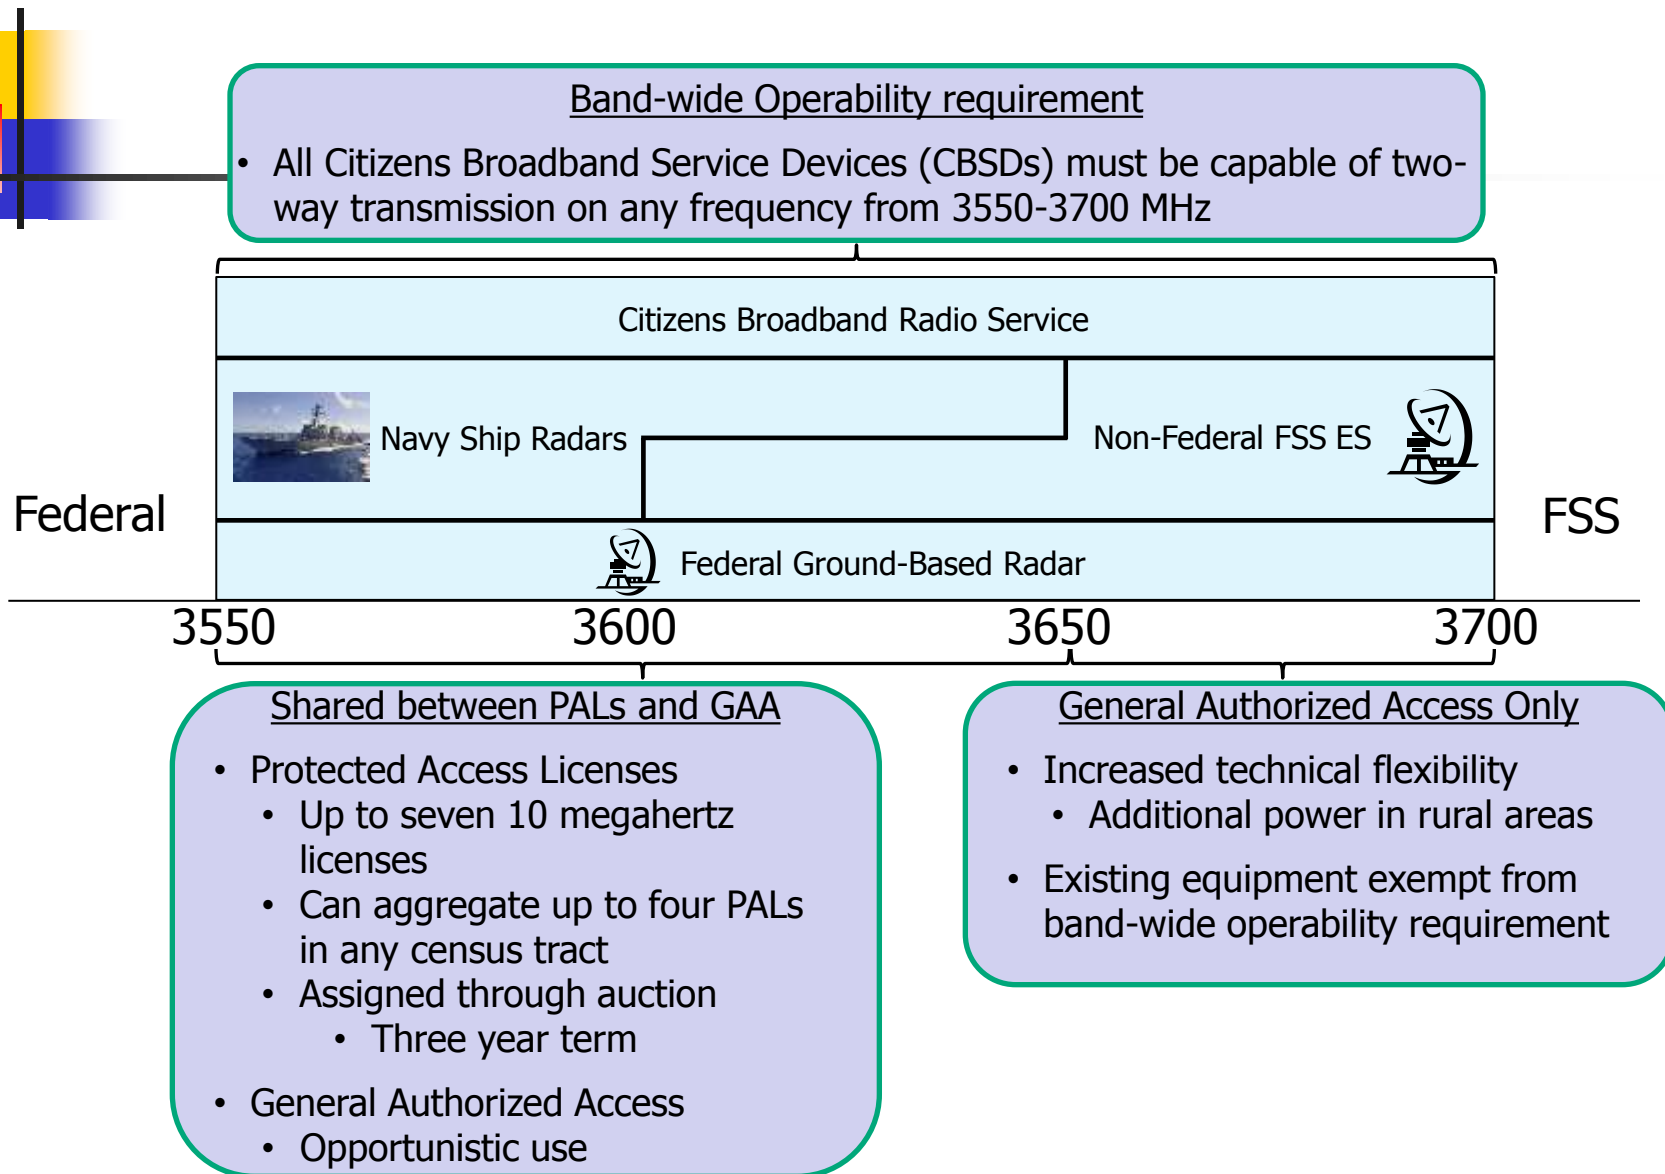 Band-wide Operability requirement
• All Citizens Broadband Service Devices (CBSDs) must be capable of two-
way transmission on any frequency from 3550-3700 MHz
Citizens Broadband Radio Service
Navy Ship Radars
Non-Federal FSS ES
Federal
FSS
Federal Ground-Based Radar
3550
3600
3650
3700
Shared between PALs and GAA
• Protected Access Licenses
• Up to seven 10 megahertz
licenses
• Can aggregate up to four PALs
in any census tract
• Assigned through auction
• Three year term
• General Authorized Access
• Opportunistic use
General Authorized Access Only
• Increased technical flexibility
• Additional power in rural areas
• Existing equipment exempt from
band-wide operability requirement